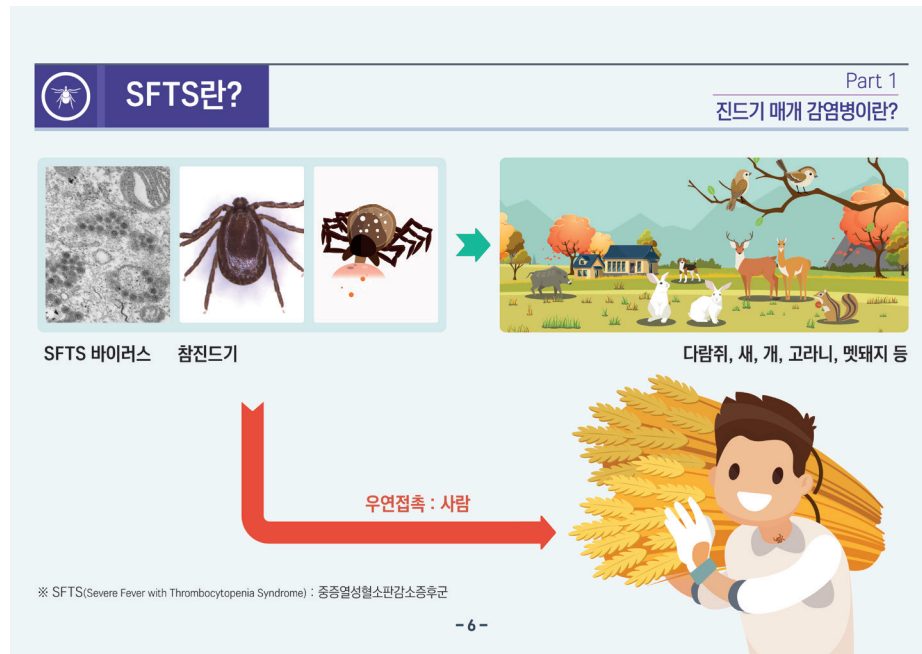 SFTS란?
Part 1
진드기 매개 감염병이란?
SFTS 바이러스
참진드기
다람쥐, 새, 개, 고라니, 멧돼지 등
우연접촉 : 사람
※ SFTS(Severe Fever with Thrombocytopenia Syndrome) : 중증열성혈소판감소증후군
- 6 -